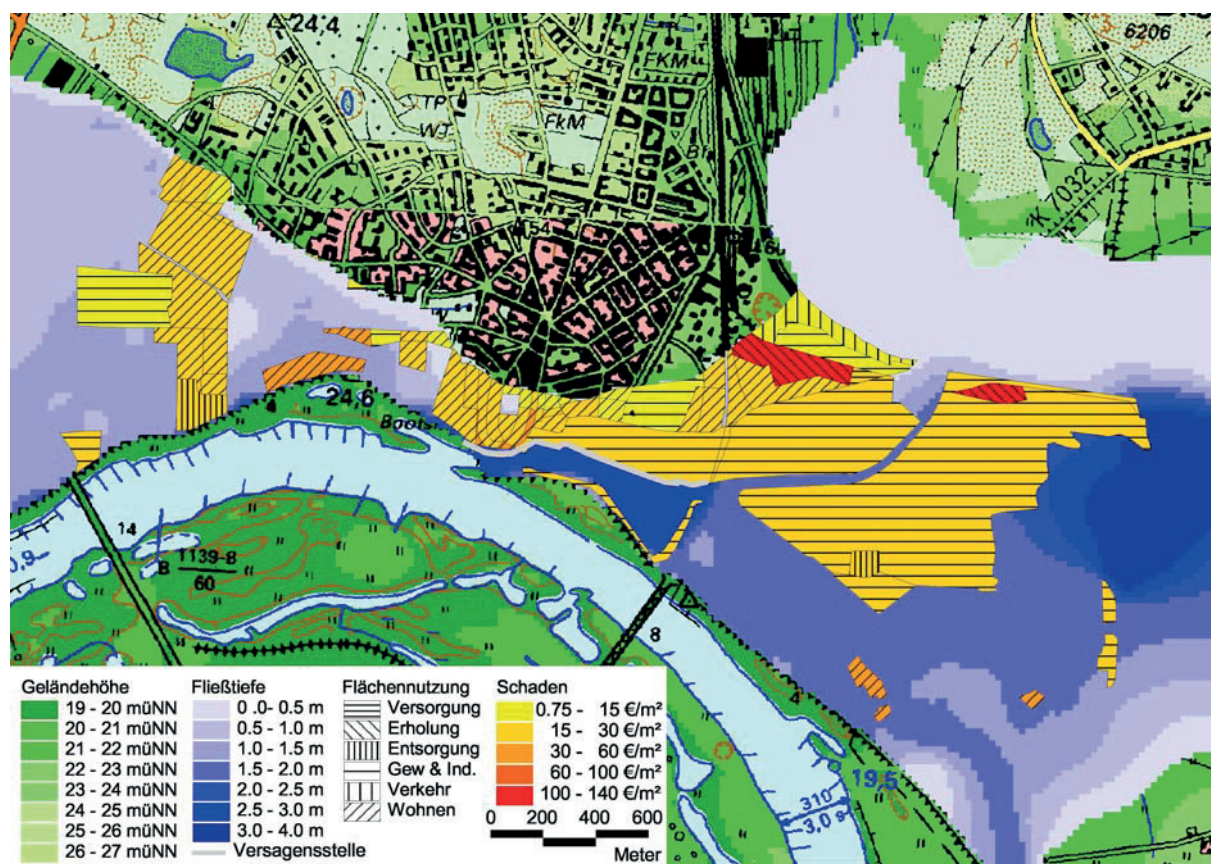 24,4
6206
FKM
TP
WT
FkM
K 7032
54
24,6
Boots
14
0,9
1139-8
B
60
8
4
4
19,5
310
3,0
Geländehöhe
19 - 20 müNN
20 - 21 müNN
21 - 22 müNN
22 - 23 müNN
23 - 24 müNN
24 - 25 müNN
25 - 26 müNN
26 - 27 müNN
Fließtiefe
0 .0- 0.5 m
0.5 - 1.0 m
1.0 - 1.5 m
1.5 - 2.0 m
2.0 - 2.5 m
2.5 - 3.0 m
3.0 - 4.0 m
Versagensstelle
Flächennutzung
Versorgung
Erholung
Entsorgung
Gew & Ind.
Verkehr
Wohnen
Schaden
0.75 - 15 €/m²
15 - 30 €/m²
30 - 60 €/m²
60 - 100 €/m²
100 - 140 €/m²
0 200 400 600
Meter